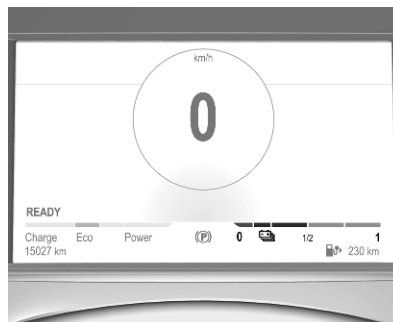 km/h
0
READY
Charge Eco Power (P) 0 1/2 1
15027 km 230 km